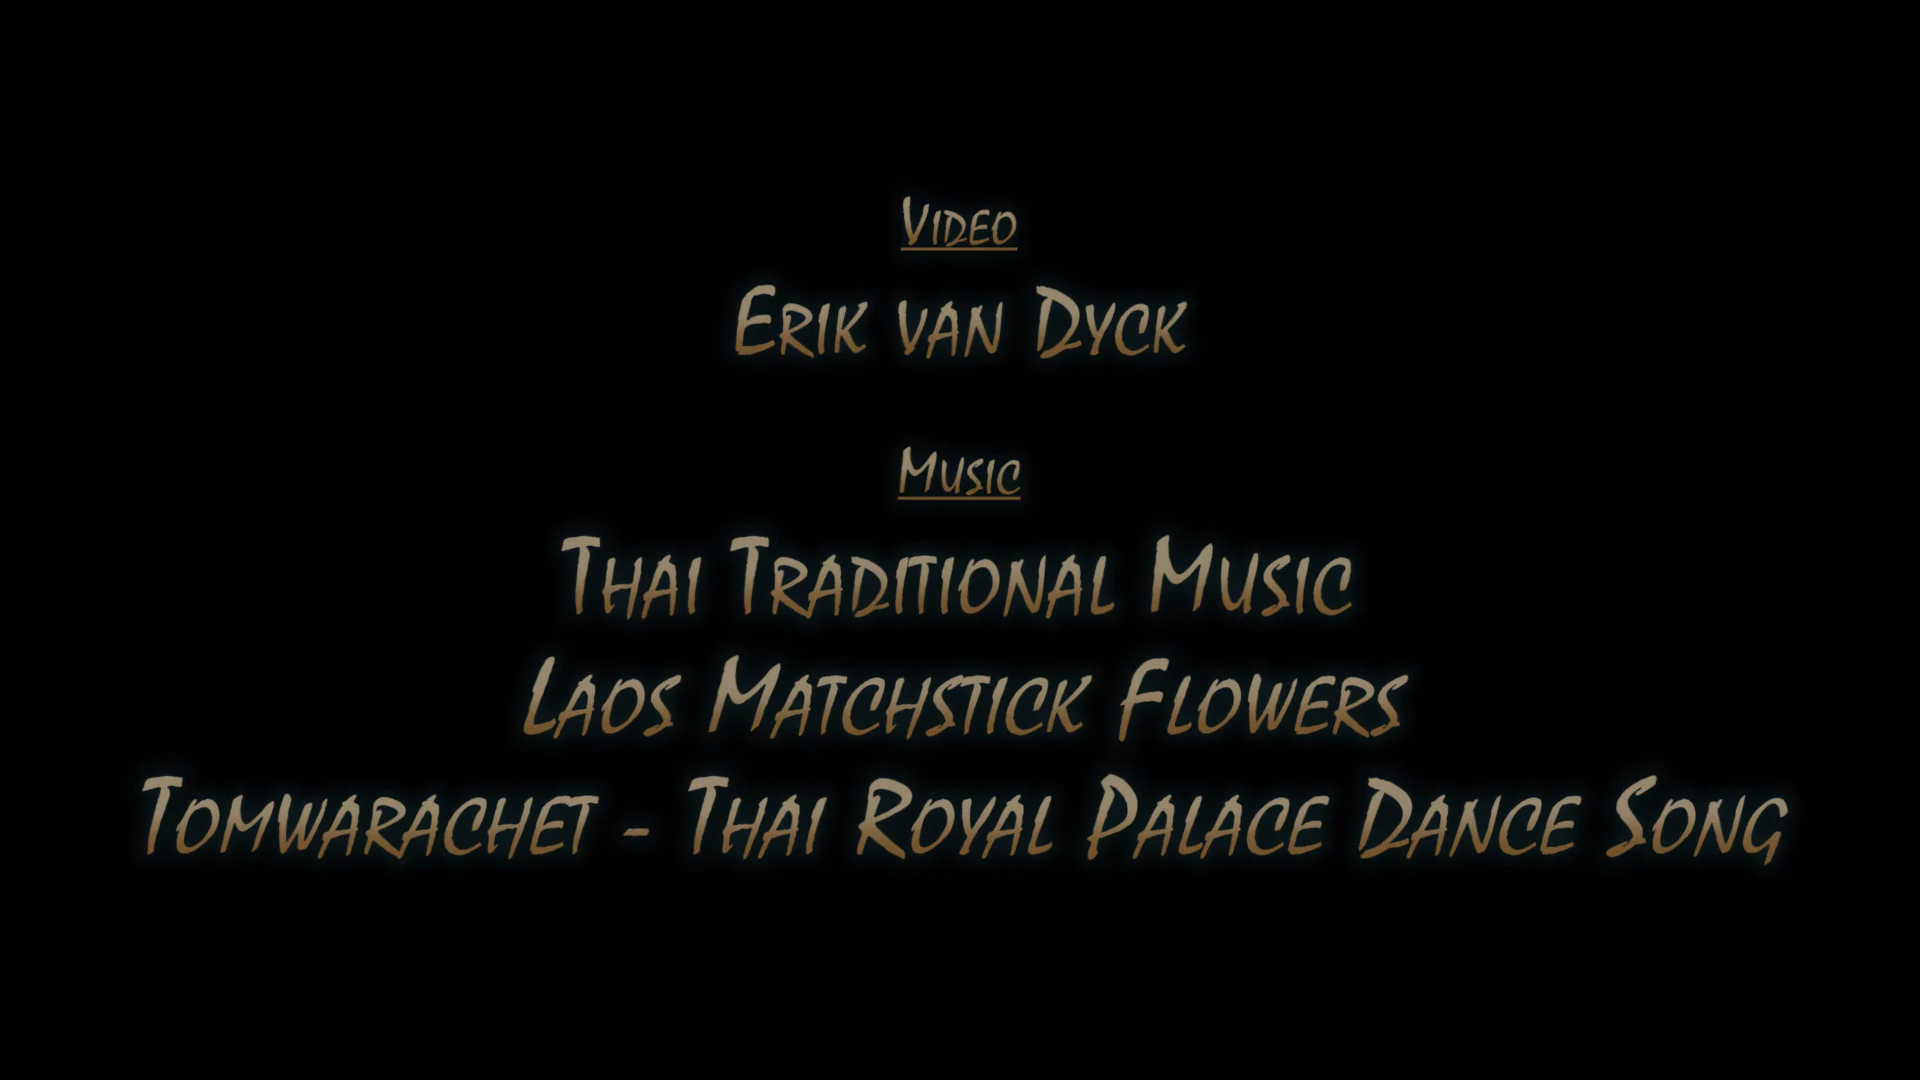 Video
Erik van Dyck
Music
Thai Traditional Music
Laos Matchstick Flowers
Tomwarachet - Thai Royal Palace Dance Song